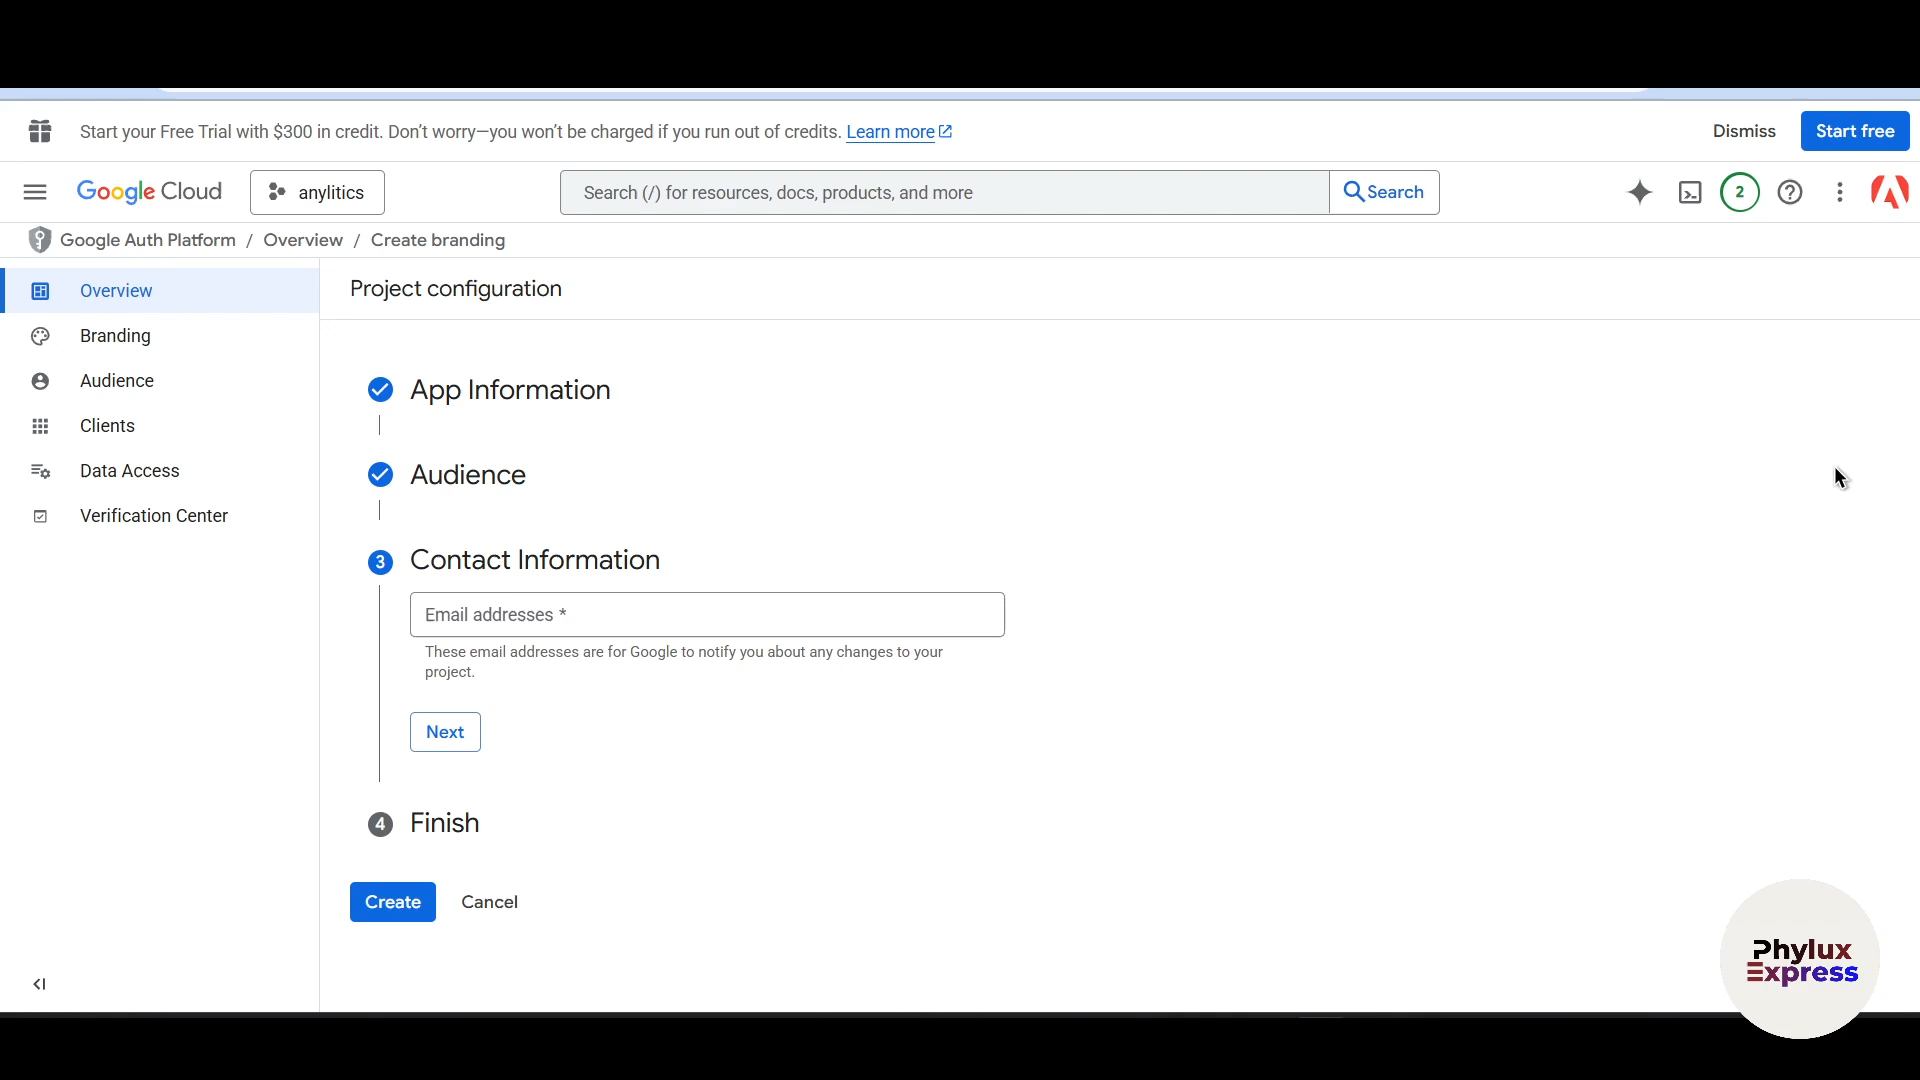 Start your Free Trial with $300 in credit. Don't worry—you won't be charged if you run out of credits. Learn more
Dismiss
Start free
Google Cloud
anylitics
Search (/) for resources, docs, products, and more
Search
2
Google Auth Platform / Overview / Create branding
Overview
Branding
Audience
Clients
Data Access
Verification Center
Project configuration
App Information
Audience
3 Contact Information
Email addresses *
These email addresses are for Google to notify you about any changes to your
project.
Next
4 Finish
Create
Cancel
Phylux
Express